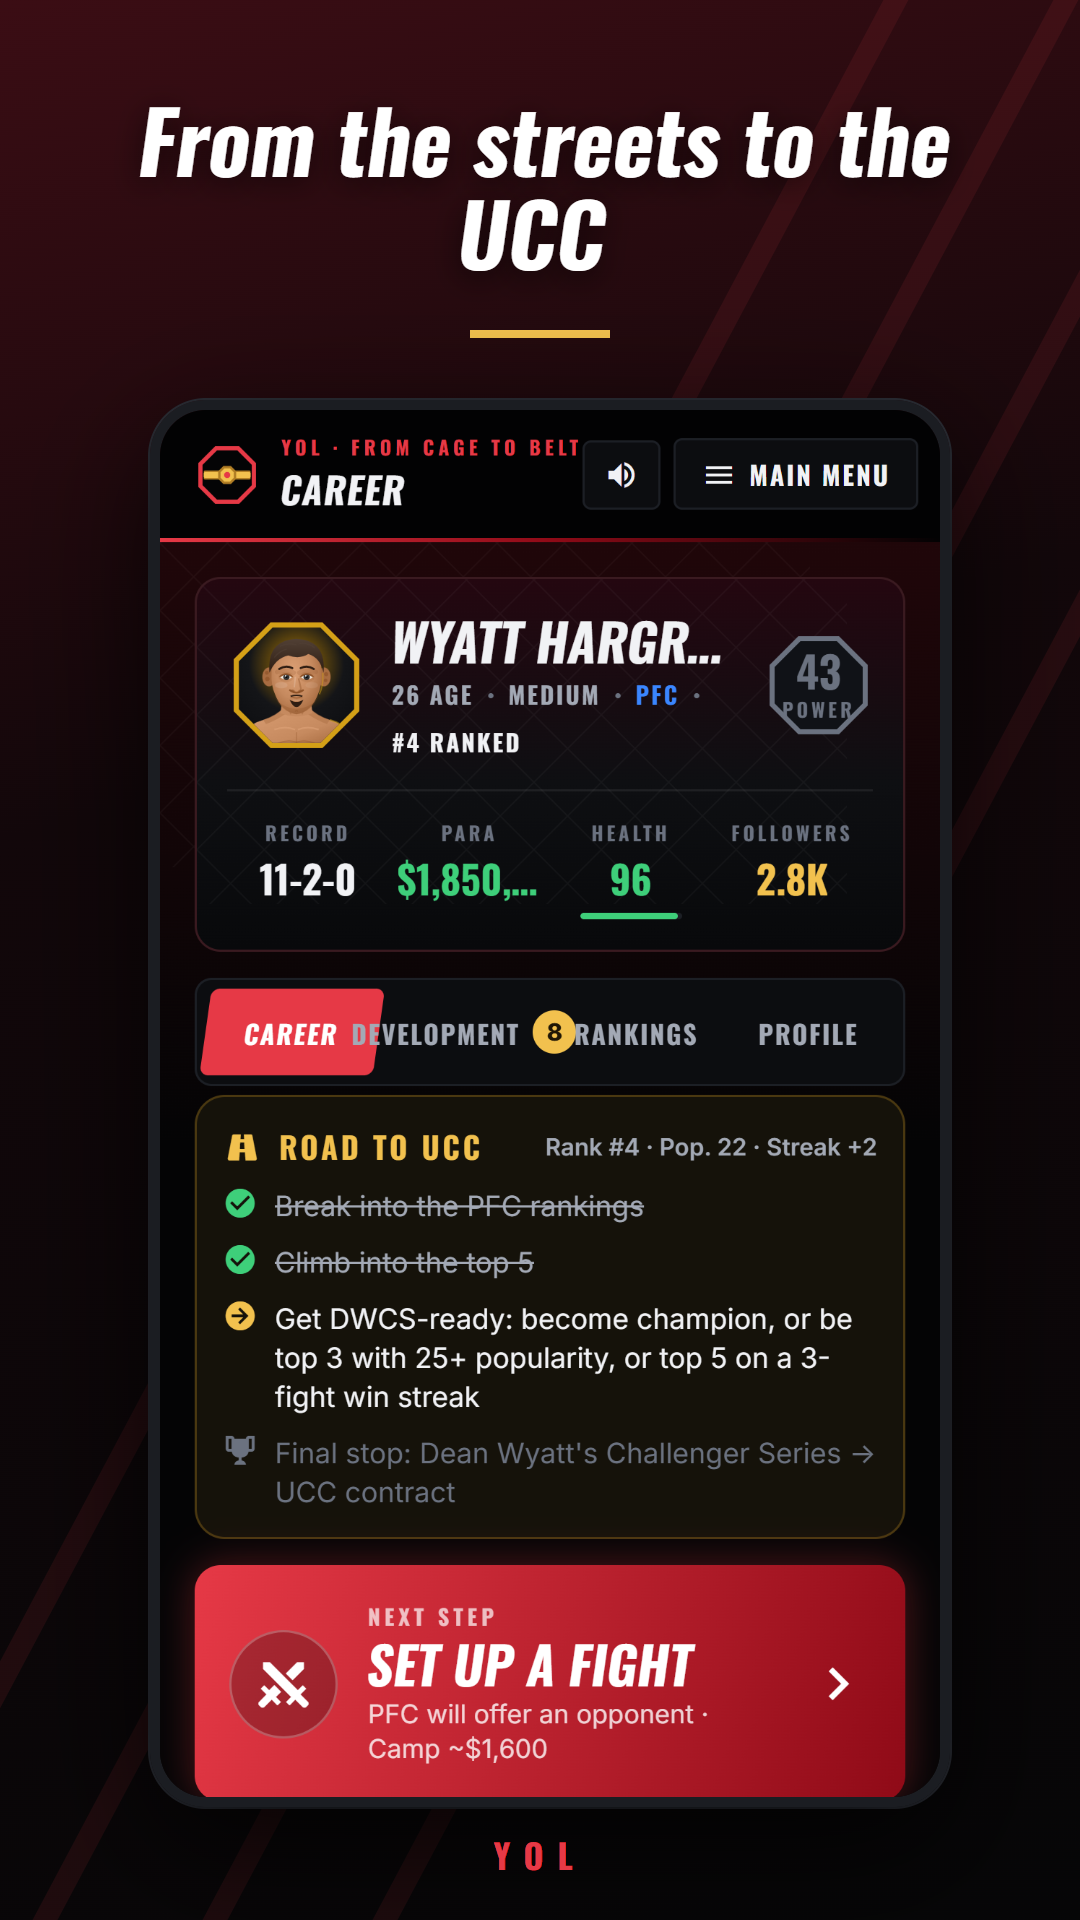 From the streets to the
UCC
YOL · FROM CAGE TO BELT
CAREER
MAIN MENU
WYATT HARGR...
26 AGE · MEDIUM · PFC ·
#4 RANKED
43
POWER
RECORD PARA HEALTH FOLLOWERS
11-2-0 $1,850,... 96 2.8K
CAREER DEVELOPMENT 8 RANKINGS PROFILE
ROAD TO UCC Rank #4 · Pop. 22 · Streak +2
Break into the PFC rankings
Climb into the top 5
Get DWCS-ready: become champion, or be
top 3 with 25+ popularity, or top 5 on a 3-
fight win streak
Final stop: Dean Wyatt's Challenger Series →
UCC contract
NEXT STEP
SET UP A FIGHT
PFC will offer an opponent ·
Camp ~$1,600
YOL